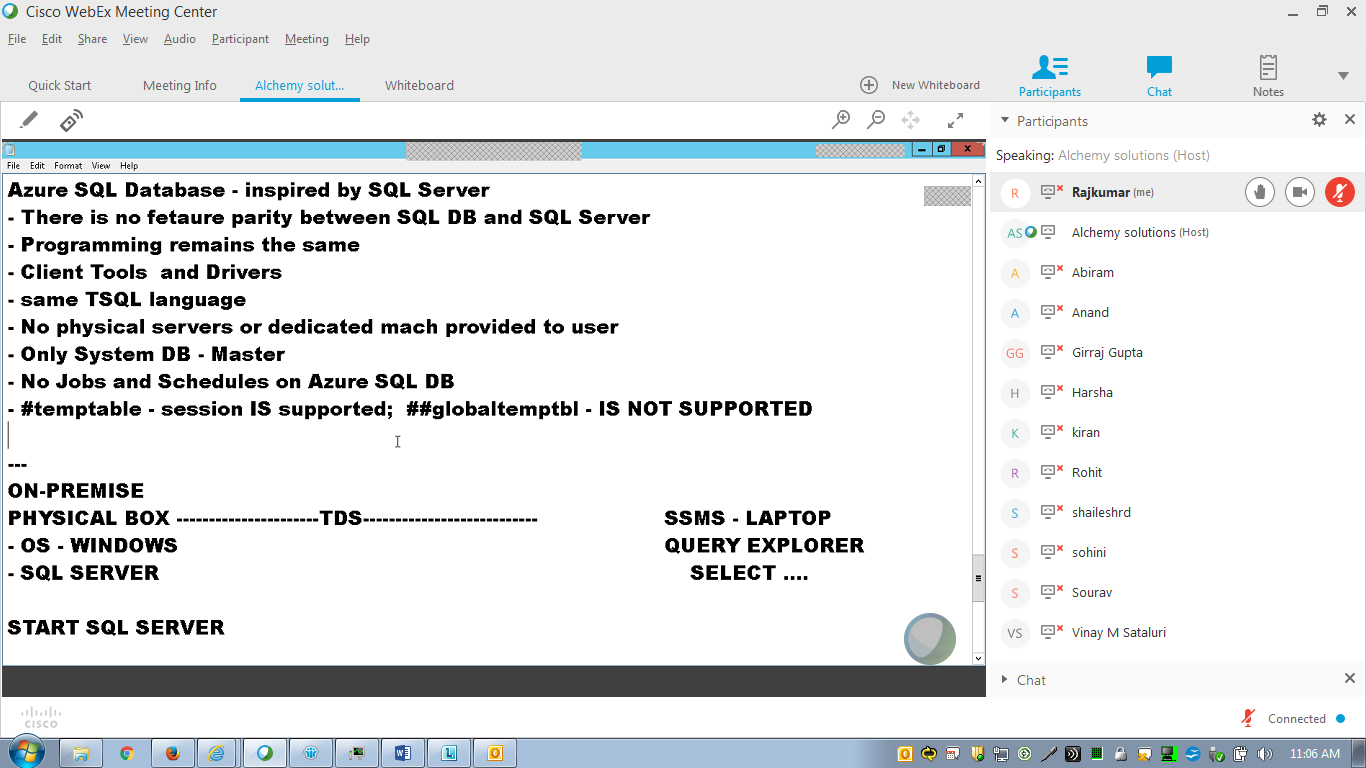 Cisco WebEx Meeting Center
File Edit Share View Audio Participant Meeting Help
Quick Start Meeting Info Alchemy solut... Whiteboard New Whiteboard
Participants Chat Notes
File Edit Format View Help
Azure SQL Database - inspired by SQL Server
- There is no fetaure parity between SQL DB and SQL Server
- Programming remains the same
- Client Tools  and Drivers
- same TSQL language
- No physical servers or dedicated mach provided to user
- Only System DB - Master
- No Jobs and Schedules on Azure SQL DB
- #temptable - session IS supported;  ##globaltemptbl - IS NOT SUPPORTED
---
ON-PREMISE
PHYSICAL BOX ----------------------TDS--------------------------- SSMS - LAPTOP
- OS - WINDOWS QUERY EXPLORER
- SQL SERVER SELECT ....
START SQL SERVER
Participants
Speaking: Alchemy solutions (Host)
R Rajkumar (me)
AS Alchemy solutions (Host)
A Abiram
A Anand
GG Girraj Gupta
H Harsha
K kiran
R Rohit
S shaileshrd
S sohini
S Sourav
VS Vinay M Sataluri
Chat
CISCO
Connected
11:06 AM